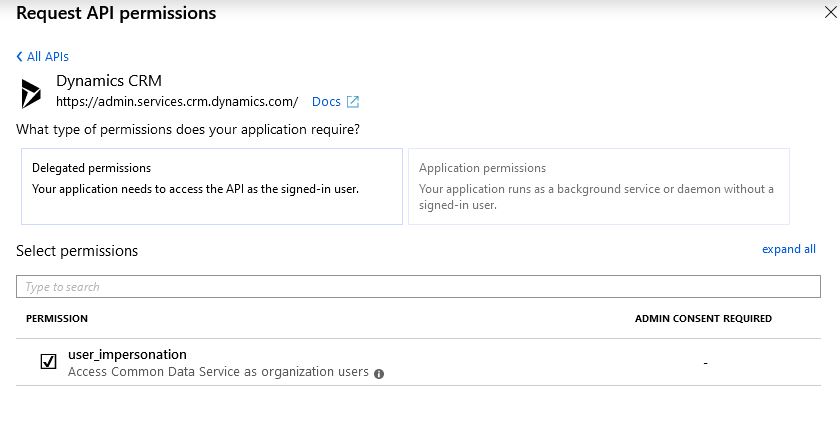 Request API permissions
All APIs
Dynamics CRM
https://admin.services.crm.dynamics.com/ Docs
What type of permissions does your application require?
Delegated permissions
Your application needs to access the API as the signed-in user.
Application permissions
Your application runs as a background service or daemon without a
signed-in user.
Select permissions
expand all
Type to search
PERMISSION ADMIN CONSENT REQUIRED
user_impersonation
Access Common Data Service as organization users
-